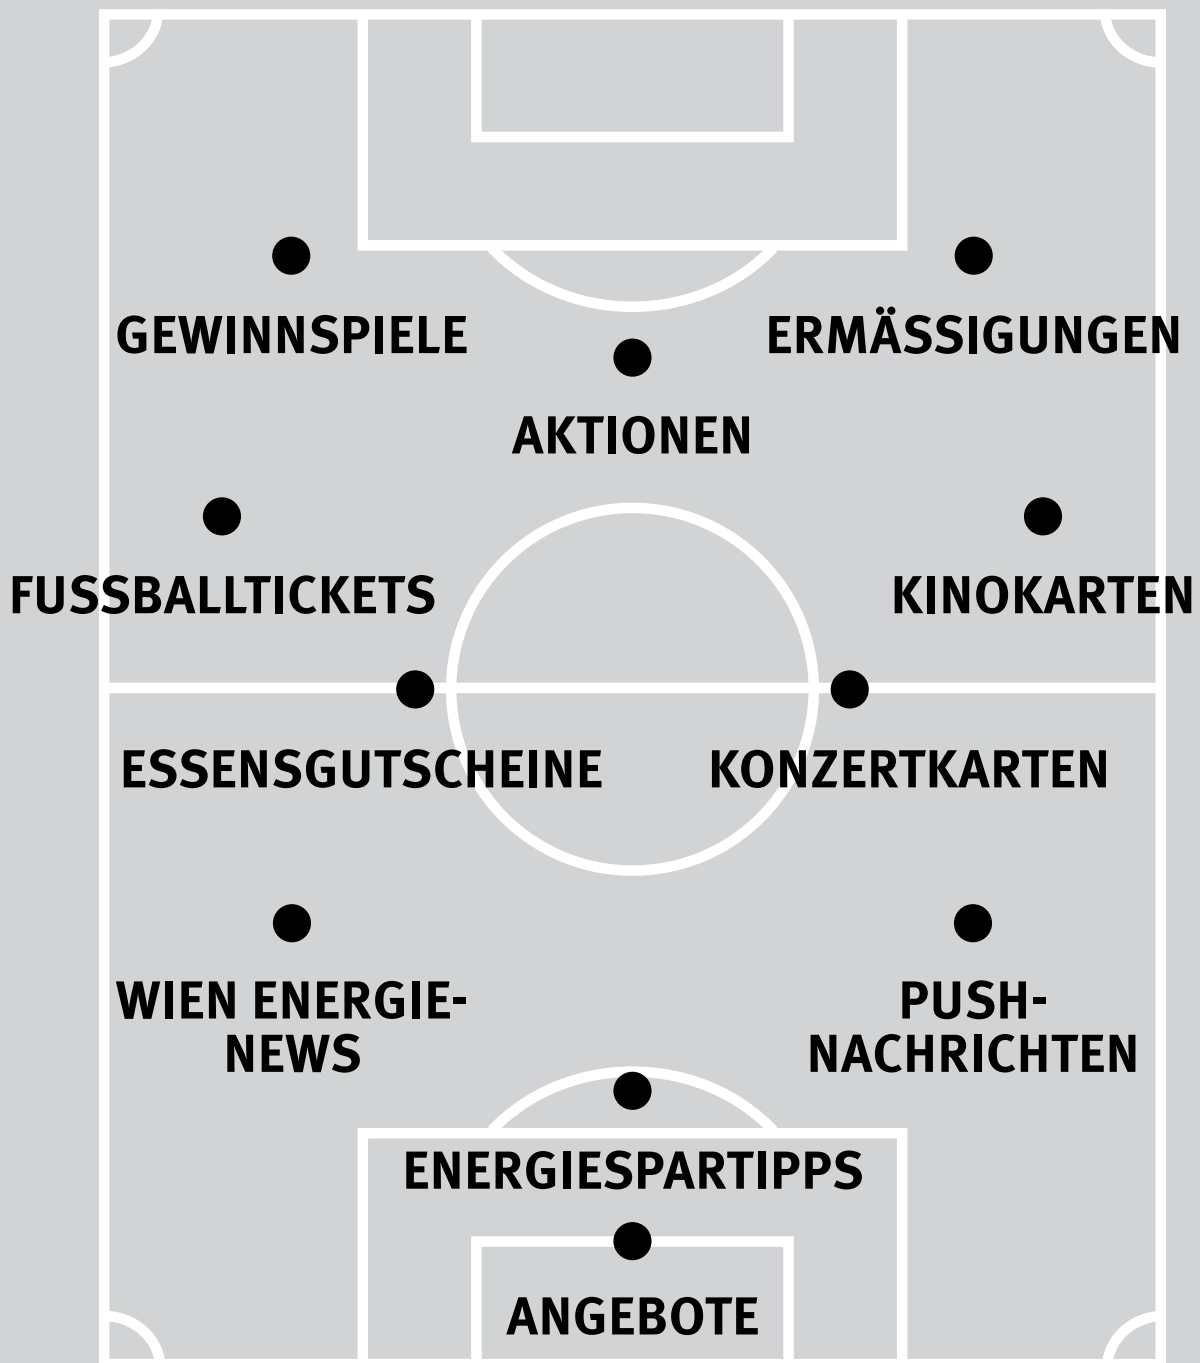 GEWINNSPIELE
ERMÄSSIGUNGEN
AKTIONEN
FUSSBALLTICKETS
KINOKARTEN
ESSENSGUTSCHEINE
KONZERTKARTEN
WIEN ENERGIE-
NEWS
PUSH-
NACHRICHTEN
ENERGIESPARTIPPS
ANGEBOTE